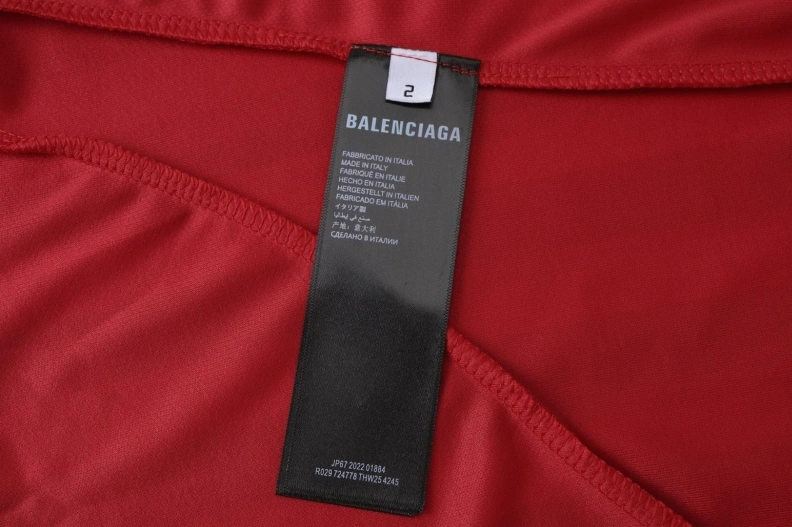 2
BALENCIAGA
FABBRICATO IN ITALIA
MADE IN ITALY
FABRIQUÉ EN ITALIE
HECHO EN ITALIA
HERGESTELLT IN ITALIEN
FABRICADO EM ITÁLIA
イタリア製
صنع في إيطاليا
产地：意大利
СДЕЛАНО В ИТАЛИИ
JP67 2022 01884
R029 724778 THW25 4245